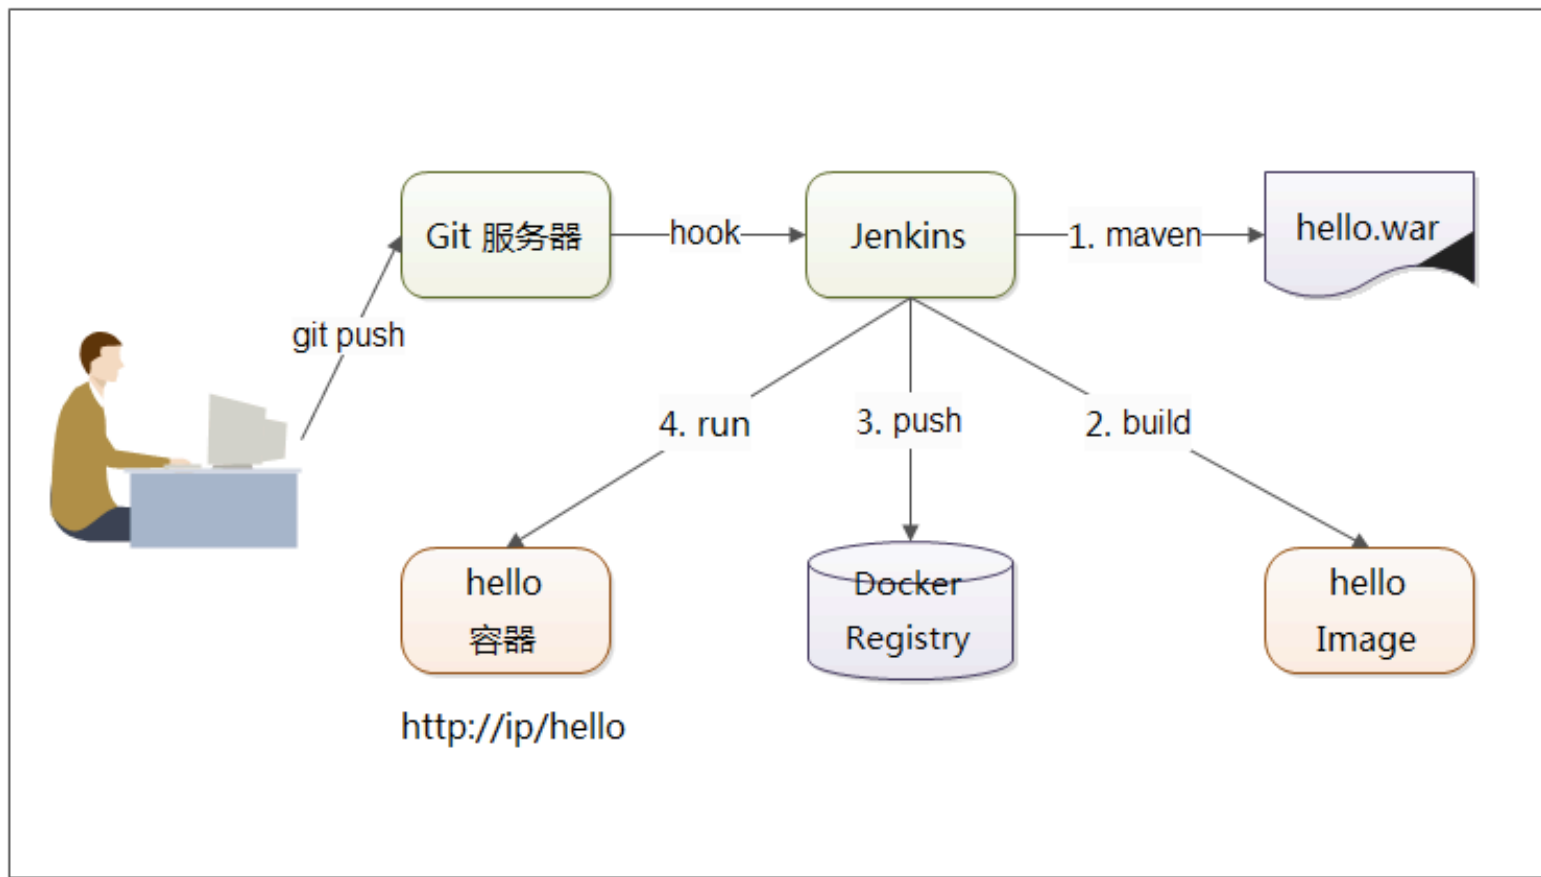 Git 服务器
hook
Jenkins
1. maven
hello.war
git push
4. run
3. push
2. build
hello
容器
Docker
Registry
hello
Image
http://ip/hello